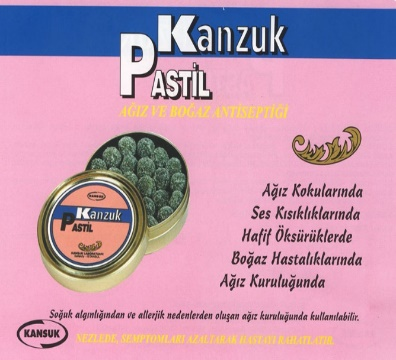 Kanzuk
PASTİL
AĞIZ VE BOĞAZ ANTİSEPTİĞİ
Kanzuk
PASTİL
KANSUK
Ağız Kokularında
Ses Kısıklıklarında
Hafif Öksürüklerde
Boğaz Hastalıklarında
Ağız Kuruluğunda
Soğuk algınlığından ve allerjik nedenlerden oluşan ağız kuruluğunda kullanılabilir.
KANSUK
NEZLEDE, SEMPTOMLARI AZALTARAK HASTAYI RAHATLATIR.